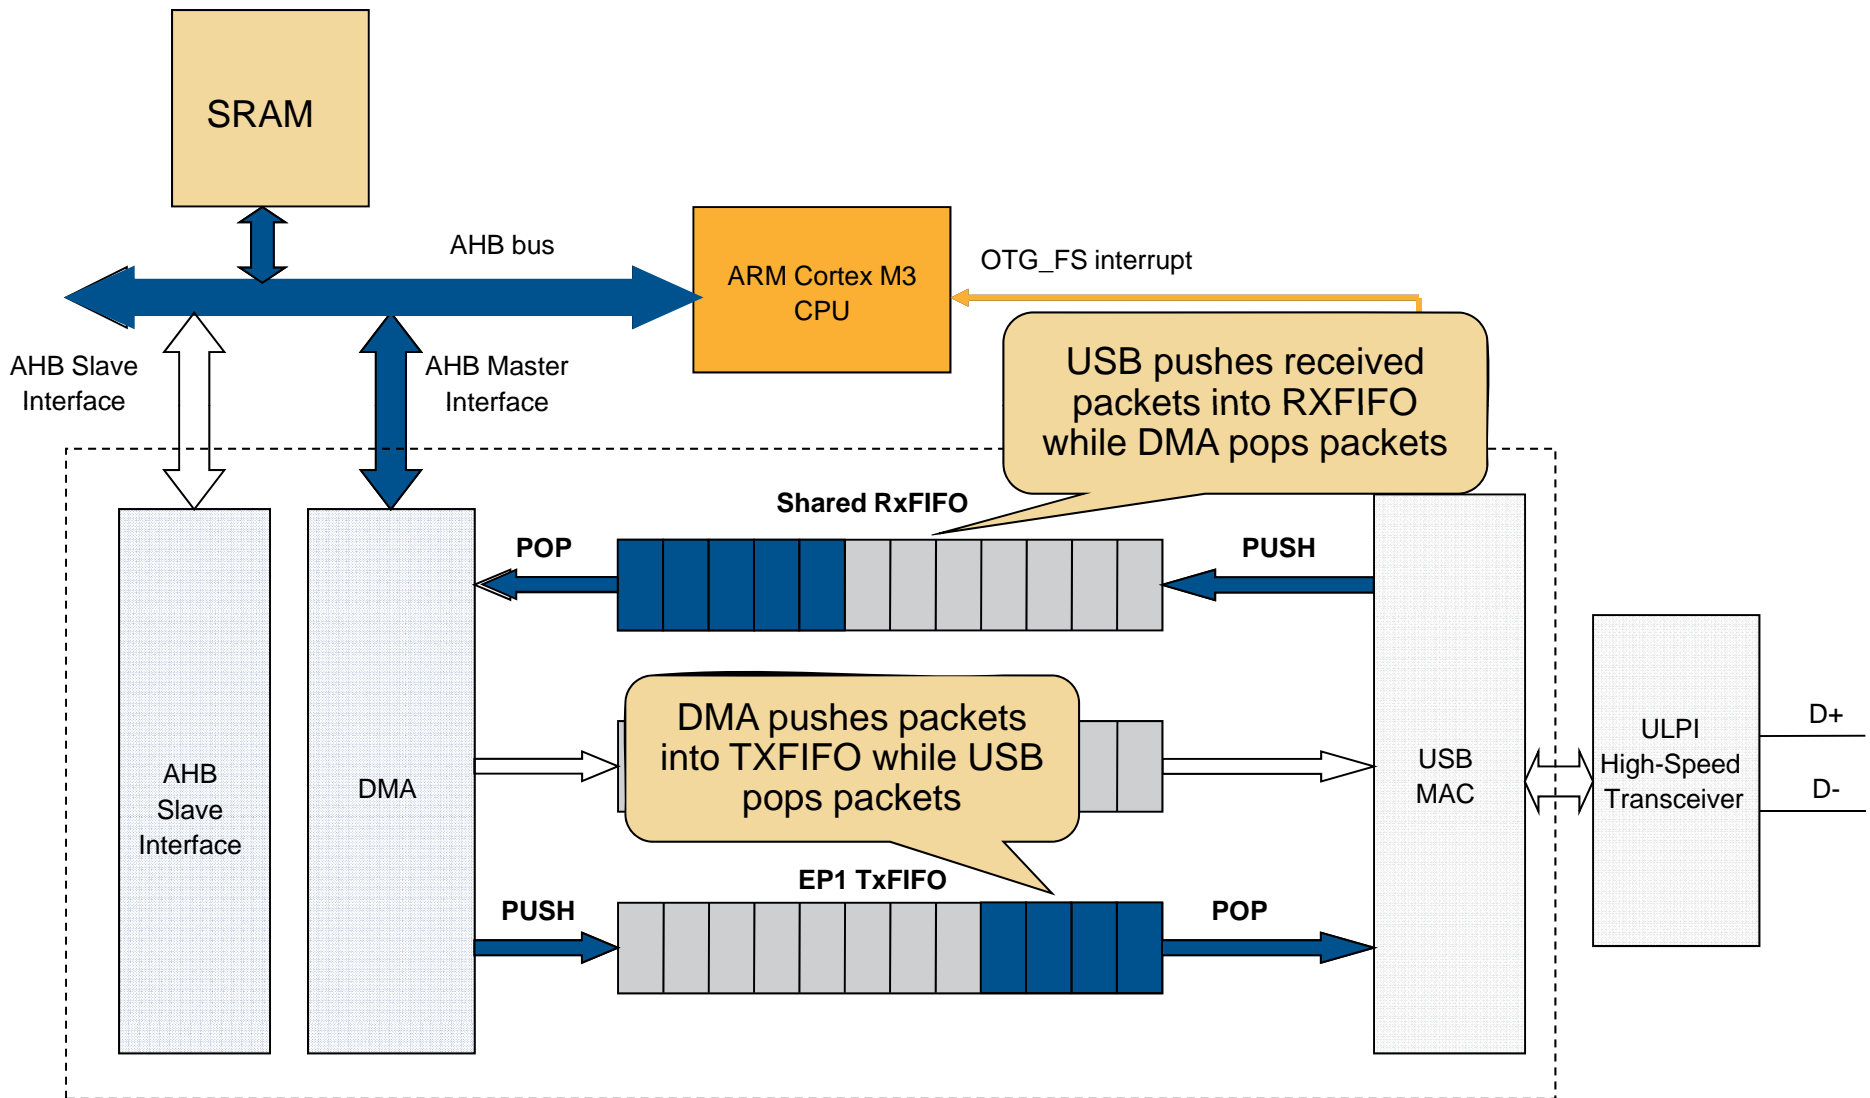 SRAM
AHB bus
ARM Cortex M3
CPU
OTG_FS interrupt
AHB Slave
Interface
AHB Master
Interface
USB pushes received
packets into RXFIFO
while DMA pops packets
Shared RxFIFO
POP
PUSH
DMA pushes packets
into TXFIFO while USB
pops packets
AHB
Slave
Interface
DMA
USB
MAC
ULPI
High-Speed
Transceiver
D+
D-
EP1 TxFIFO
PUSH
POP